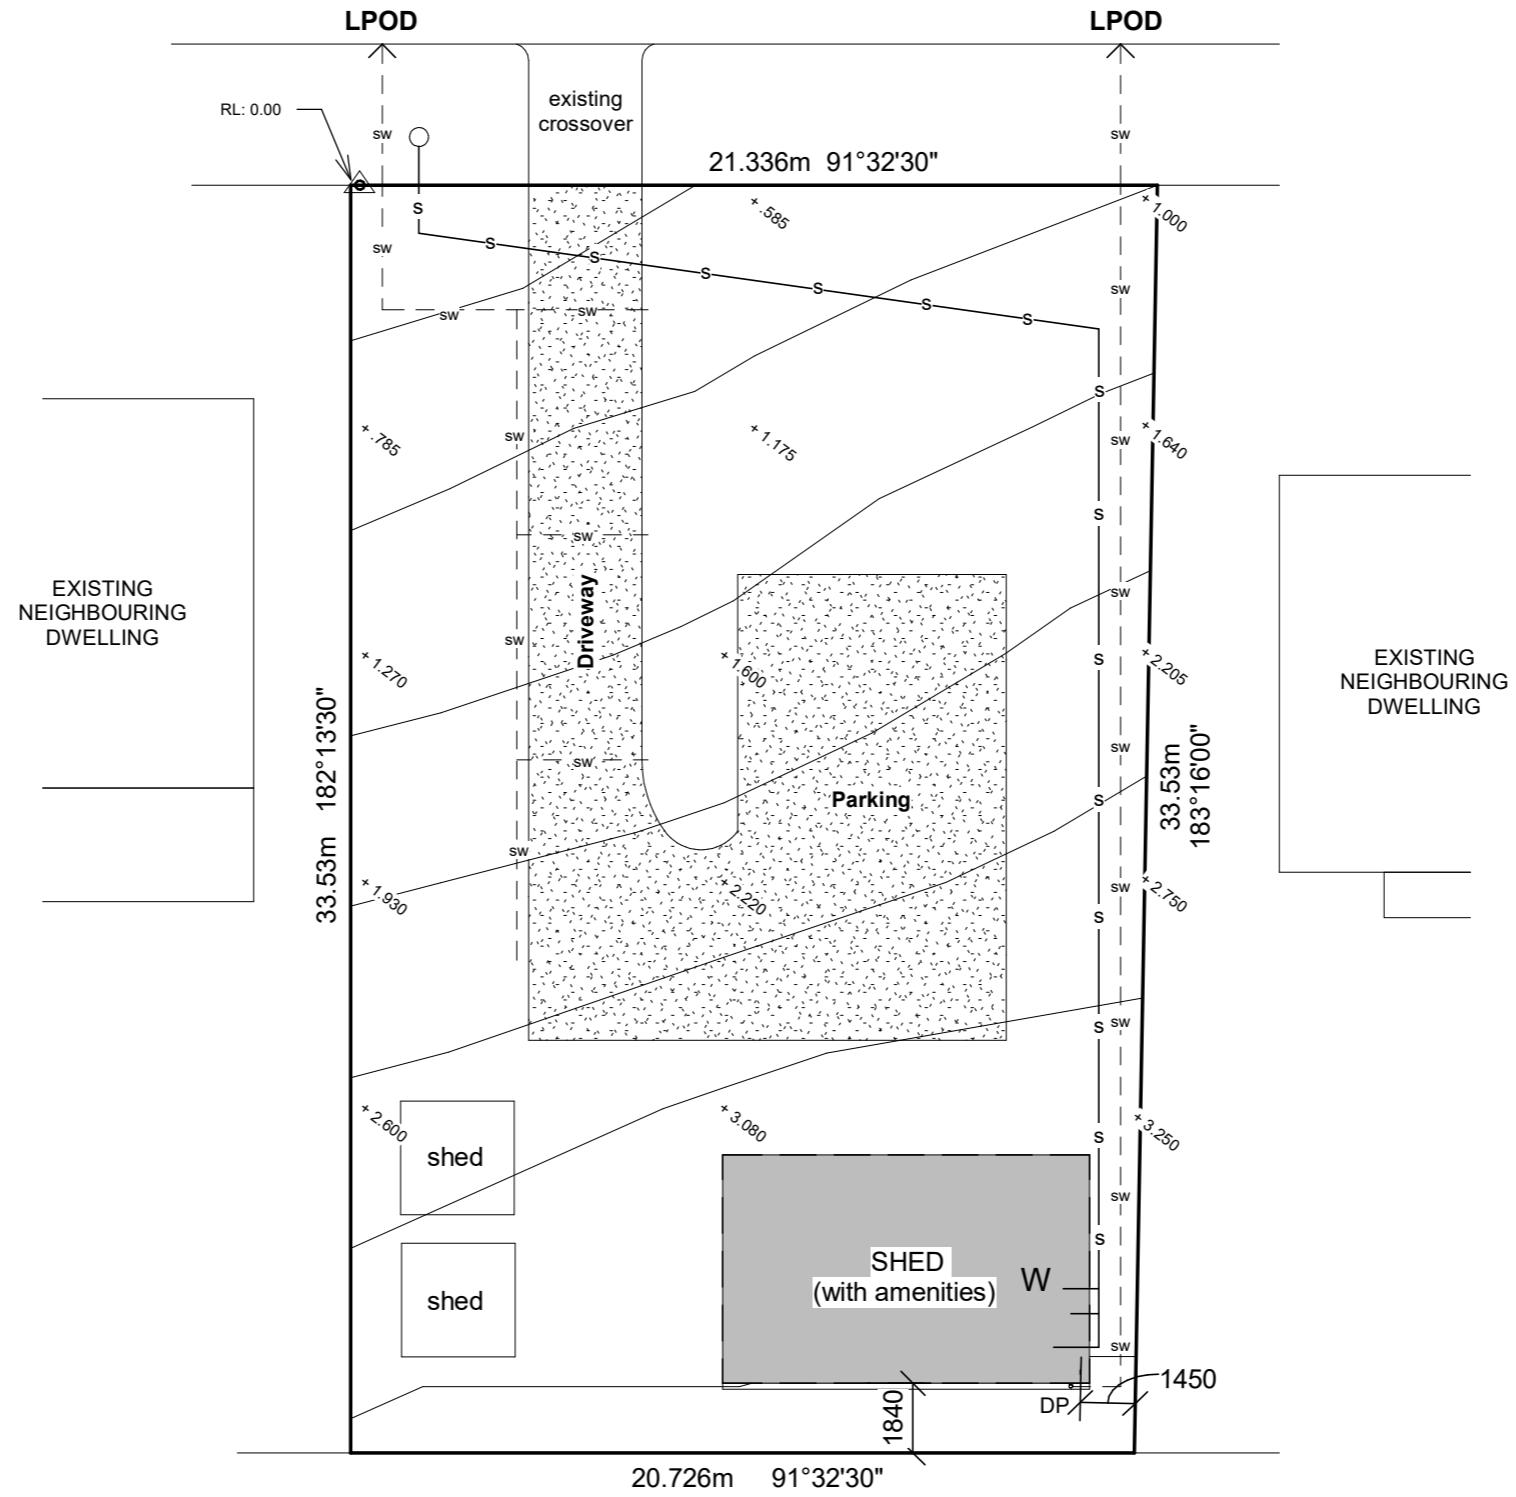 LPOD
LPOD
RL: 0.00
existing
crossover
sw
sw
21.336m 91°32'30"
S
sw
S
S
S
S
S
S
sw
sw
sw
+ .585
+ 1.000
S
sw
+ .785
sw
+ 1.175
sw
+ 1.640
S
sw
EXISTING
NEIGHBOURING
DWELLING
Driveway
sw
sw
+ 1.270
+ 1.600
S
+ 2.205
EXISTING
NEIGHBOURING
DWELLING
33.53m 182°13'30"
sw
sw
33.53m
183°16'00"
Parking
S
sw
+ 1.930
+ 2.220
sw
+ 2.750
S
S
sw
+ 2.600
+ 3.080
S
+ 3.250
shed
sw
S
SHED
(with amenities)
W
shed
sw
1450
1840
DP
20.726m 91°32'30"